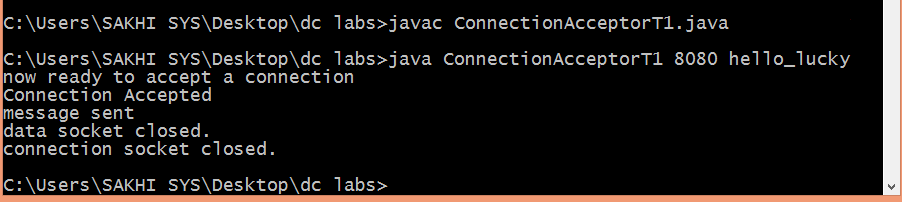 C:\Users\SAKHI SYS\Desktop\dc labs>javac ConnectionAcceptorT1.java
C:\Users\SAKHI SYS\Desktop\dc labs>java ConnectionAcceptorT1 8080 hello_lucky
now ready to accept a connection
Connection Accepted
message sent
data socket closed.
connection socket closed.
C:\Users\SAKHI SYS\Desktop\dc labs>